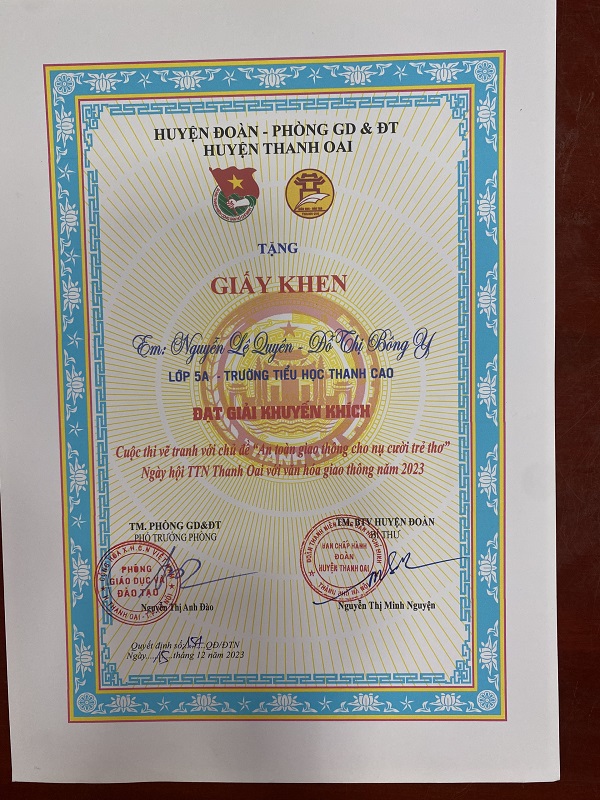 HUYỆN ĐOÀN - PHÒNG GD & ĐT
HUYỆN THANH OAI
TẶNG
GIẤY KHEN
Em: Nguyễn Lê Quyên - Đỗ Thị Bống Y
LỚP 5A - TRƯỜNG TIỂU HỌC THANH CAO
ĐẠT GIẢI KHUYẾN KHÍCH
Cuộc thi vẽ tranh với chủ đề "An toàn giao thông cho nụ cười trẻ thơ"
Ngày hội TTN Thanh Oai với văn hóa giao thông năm 2023
TM. PHÒNG GD&ĐT
PHÓ TRƯỞNG PHÒNG
PHÒNG
GIÁO DỤC VÀ
ĐÀO TẠO
Nguyễn Thị Anh Đào
TM. BTV HUYỆN ĐOÀN
BÍ THƯ
BAN CHẤP HÀNH
ĐOÀN
HUYỆN THANH OAI
Nguyễn Thị Minh Nguyện
Quyết định số: 151 QĐ/ĐTN
Ngày 15 tháng 12 năm 2023